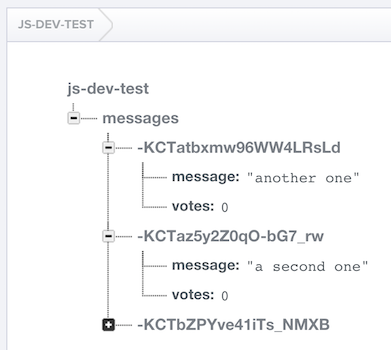 JS-DEV-TEST
js-dev-test
messages
-KCTatbxmw96WW4LRsLd
message: "another one"
votes: 0
-KCTaz5y2Z0qO-bG7_rw
message: "a second one"
votes: 0
-KCTbZPYve41iTs_NMXB